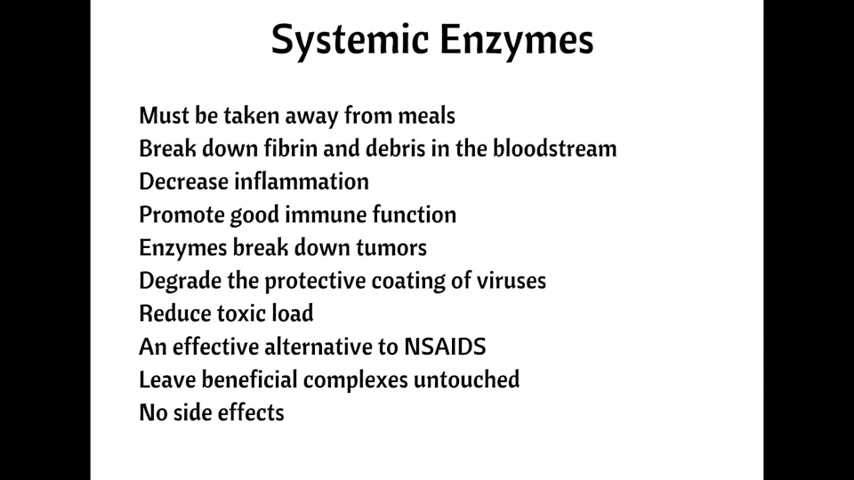 Systemic Enzymes
Must be taken away from meals
Break down fibrin and debris in the bloodstream
Decrease inflammation
Promote good immune function
Enzymes break down tumors
Degrade the protective coating of viruses
Reduce toxic load
An effective alternative to NSAIDS
Leave beneficial complexes untouched
No side effects